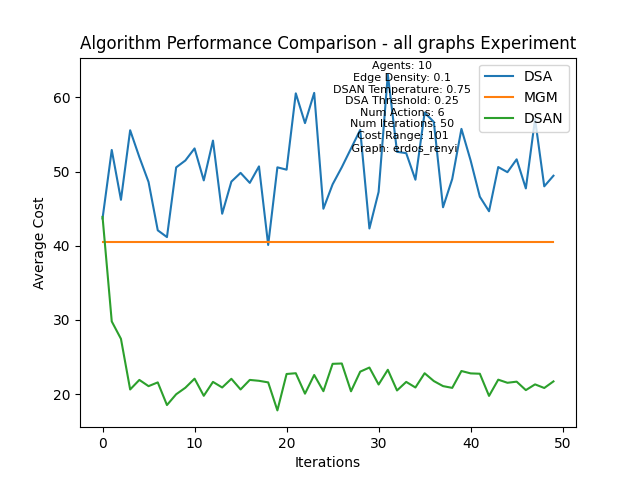 Algorithm Performance Comparison - all graphs Experiment
Agents: 10
Edge Density: 0.1
DSAN Temperature: 0.75
DSA Threshold: 0.25
Num Actions: 6
Num Iterations: 50
Cost Range: 101
Graph: erdos_renyi
DSA
MGM
DSAN
Average Cost
60
50
40
30
20
0
10
20
30
40
50
Iterations